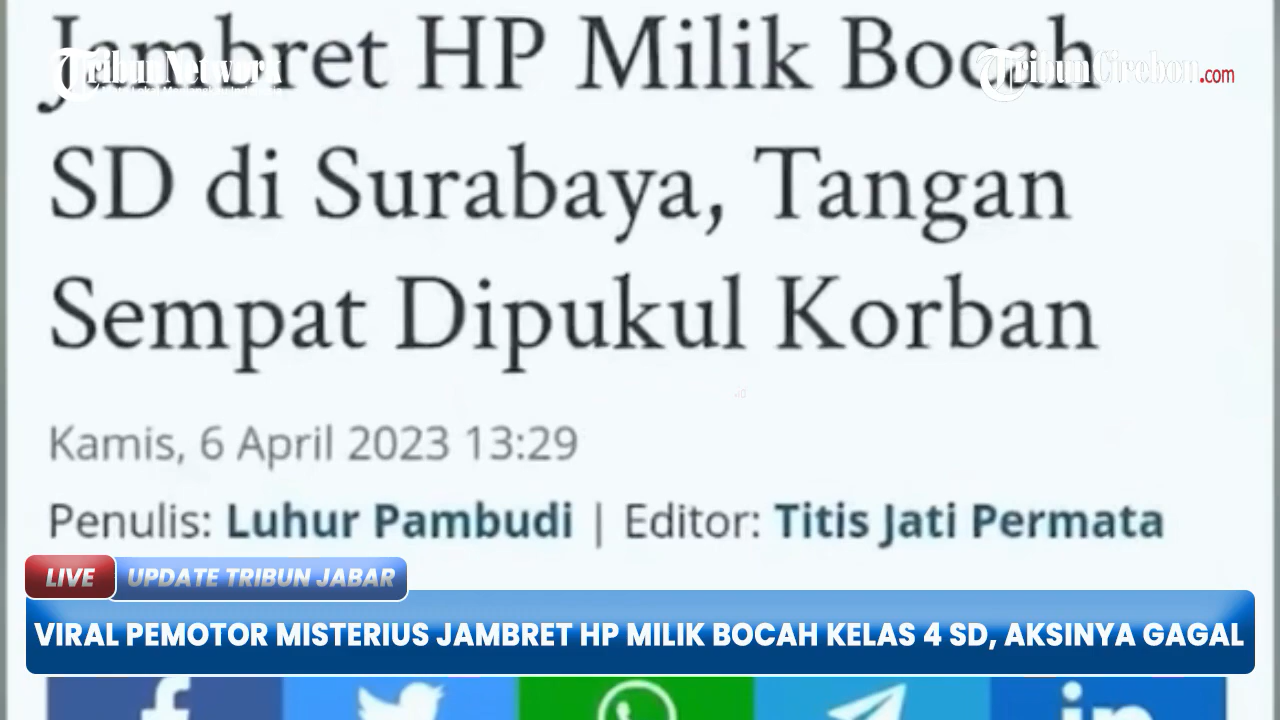 Jambret HP Milik Bocah
TribunNetwork
TribunCirebon.com
SD di Surabaya, Tangan
Sempat Dipukul Korban
Kamis, 6 April 2023 13:29
Penulis: Luhur Pambudi | Editor: Titis Jati Permata
LIVE UPDATE TRIBUN JABAR
VIRAL PEMOTOR MISTERIUS JAMBRET HP MILIK BOCAH KELAS 4 SD, AKSINYA GAGAL
in